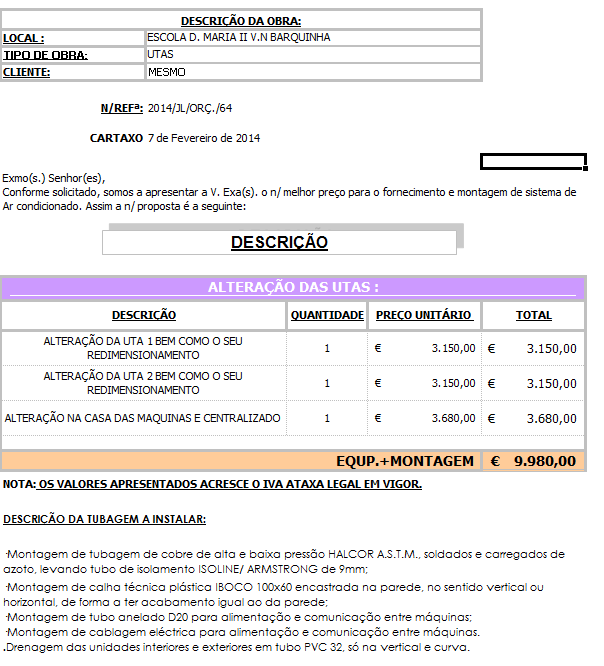 DESCRIÇÃO DA OBRA:
LOCAL : ESCOLA D. MARIA II V.N BARQUINHA
TIPO DE OBRA: UTAS
CLIENTE: MESMO
N/REFª: 2014/JL/ORÇ./64
CARTAXO 7 de Fevereiro de 2014
Exmo(s.) Senhor(es),
Conforme solicitado, somos a apresentar a V. Exa(s). o n/ melhor preço para o fornecimento e montagem de sistema de
Ar condicionado. Assim a n/ proposta é a seguinte:
DESCRIÇÃO
ALTERAÇÃO DAS UTAS :
DESCRIÇÃO QUANTIDADE PREÇO UNITÁRIO TOTAL
ALTERAÇÃO DA UTA 1 BEM COMO O SEU
REDIMENSIONAMENTO 1 € 3.150,00 € 3.150,00
ALTERAÇÃO DA UTA 2 BEM COMO O SEU
REDIMENSIONAMENTO 1 € 3.150,00 € 3.150,00
ALTERAÇÃO NA CASA DAS MAQUINAS E CENTRALIZADO 1 € 3.680,00 € 3.680,00
EQUP.+MONTAGEM € 9.980,00
NOTA: OS VALORES APRESENTADOS ACRESCE O IVA ATAXA LEGAL EM VIGOR.
DESCRIÇÃO DA TUBAGEM A INSTALAR:
·Montagem de tubagem de cobre de alta e baixa pressão HALCOR A.S.T.M., soldados e carregados de
azoto, levando tubo de isolamento ISOLINE/ ARMSTRONG de 9mm;
·Montagem de calha técnica plástica IBOCO 100x60 encastrada na parede, no sentido vertical ou
horizontal, de forma a ter acabamento igual ao da parede;
·Montagem de tubo anelado D20 para alimentação e comunicação entre máquinas;
·Montagem de cablagem eléctrica para alimentação e comunicação entre máquinas.
.Drenagem das unidades interiores e exteriores em tubo PVC 32, só na vertical e curva.